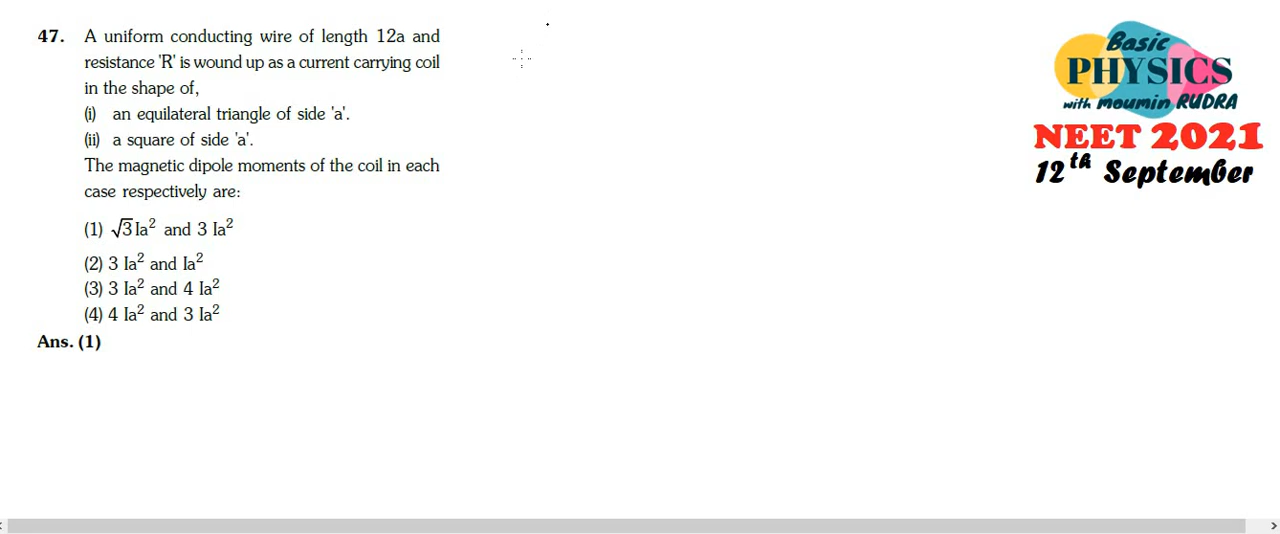 47. A uniform conducting wire of length 12a and
resistance 'R' is wound up as a current carrying coil
in the shape of,
(i) an equilateral triangle of side 'a'.
(ii) a square of side 'a'.
The magnetic dipole moments of the coil in each
case respectively are:
(1) √3 Ia² and 3 Ia²
(2) 3 Ia² and Ia²
(3) 3 Ia² and 4 Ia²
(4) 4 Ia² and 3 Ia²
Ans. (1)
Basic
PHYSICS
with moumin RUDRA
NEET 2021
12th September